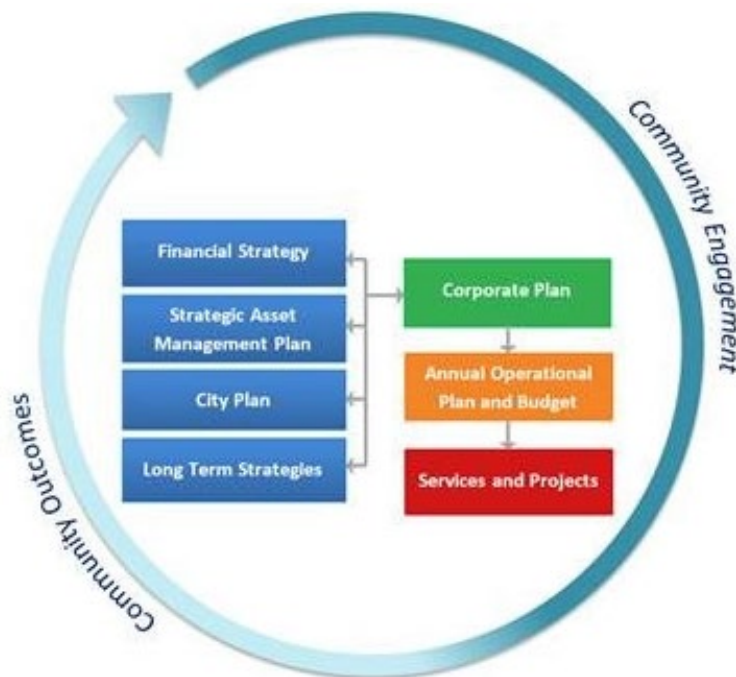 Community Engagement
Financial Strategy
Strategic Asset
Management Plan
City Plan
Long Term Strategies
Corporate Plan
Annual Operational
Plan and Budget
Services and Projects
Community Outcomes